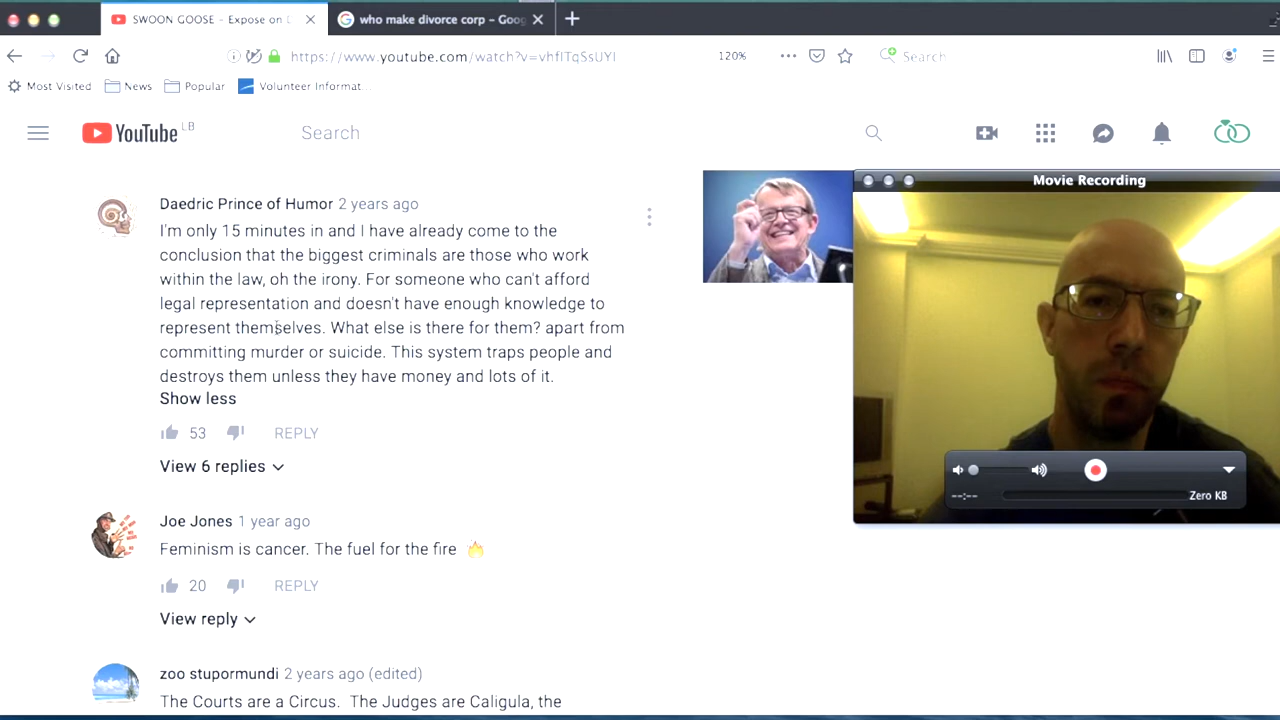 SWOON GOOSE - Expose on D
who make divorce corp - Goog
https://www.youtube.com/watch?v=
120%
Search
Most Visited
News
Popular
Volunteer Informat...
YouTube LB
Search
Movie Recording
Daedric Prince of Humor 2 years ago
I'm only 15 minutes in and I have already come to the
conclusion that the biggest criminals are those who work
within the law, oh the irony. For someone who can't afford
legal representation and doesn't have enough knowledge to
represent themselves. What else is there for them? apart from
committing murder or suicide. This system traps people and
destroys them unless they have money and lots of it.
Show less
53
REPLY
View 6 replies
--:--
Zero KB
Joe Jones 1 year ago
Feminism is cancer. The fuel for the fire
20
REPLY
View reply
zoo stupormundi 2 years ago (edited)
The Courts are a Circus. The Judges are Caligula, the